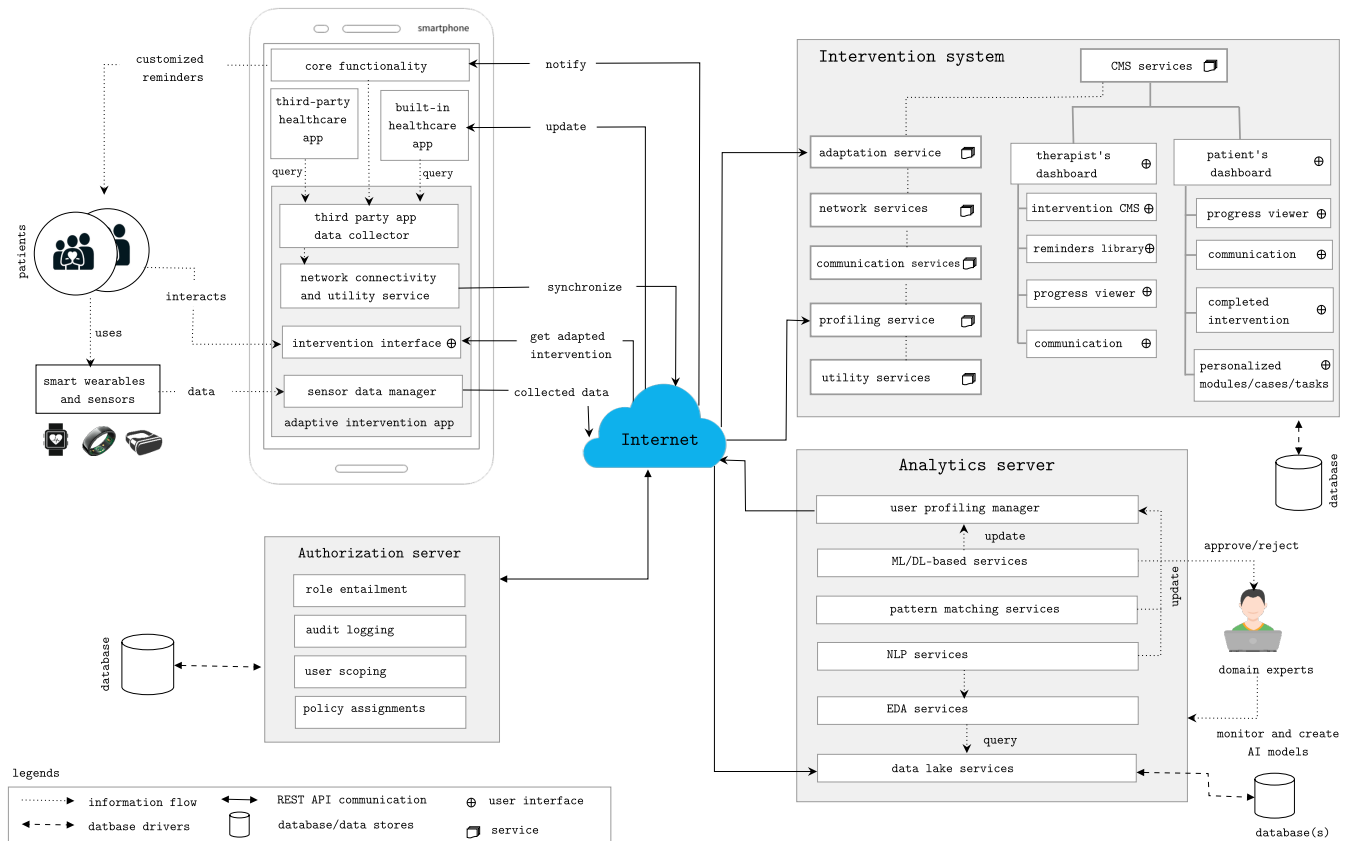 smartphone
customized
reminders
core functionality
notify
third-party
healthcare
app
built-in
healthcare
app
update
query
query
third party app
data collector
network connectivity
and utility service
synchronize
patients
interacts
intervention interface
get adapted
intervention
uses
smart wearables
and sensors
data
sensor data manager
collected data
adaptive intervention app
Internet
Intervention system
CMS services
adaptation service
network services
communication services
profiling service
utility services
therapist's
dashboard
intervention CMS
reminders library
progress viewer
communication
patient's
dashboard
progress viewer
communication
completed
intervention
personalized
modules/cases/tasks
database
Analytics server
user profiling manager
update
ML/DL-based services
pattern matching services
NLP services
EDA services
query
data lake services
update
approve/reject
domain experts
monitor and create
AI models
database(s)
Authorization server
role entailment
audit logging
user scoping
policy assignments
database
legends
information flow
REST API communication
user interface
datbase drivers
database/data stores
service